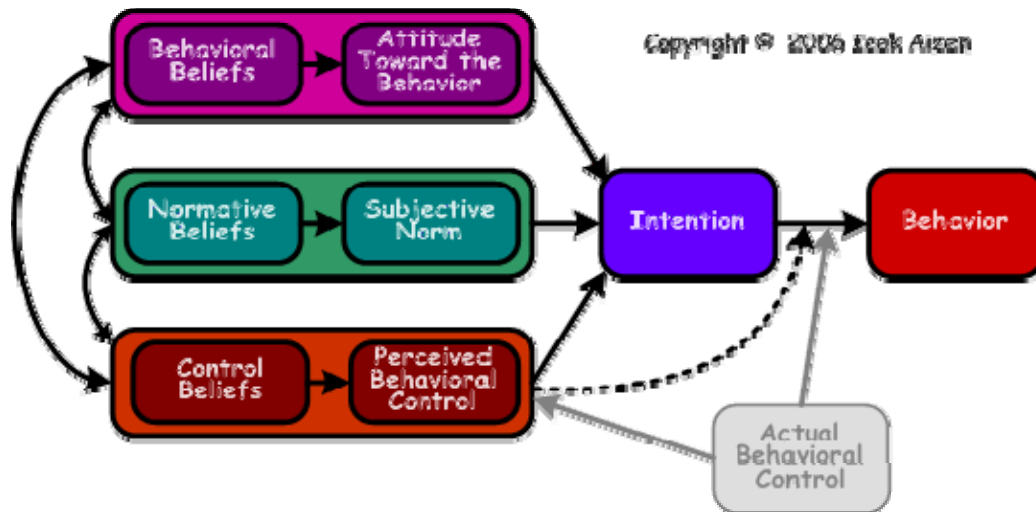 Copyright © 2006 Icek Aizen
Behavioral
Beliefs
Attitude
Toward the
Behavior
Normative
Beliefs
Subjective
Norm
Intention
Behavior
Control
Beliefs
Perceived
Behavioral
Control
Actual
Behavioral
Control